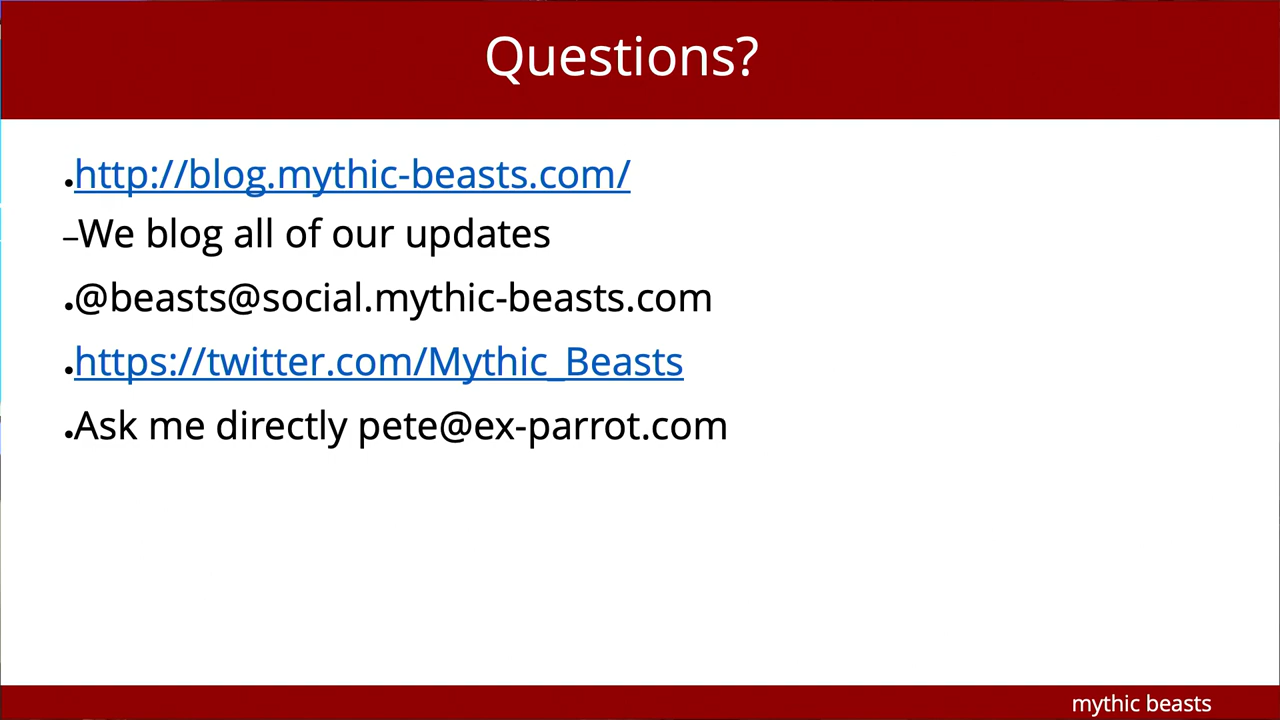 Questions?
•http://blog.mythic-beasts.com/
–We blog all of our updates
•@beasts@social.mythic-beasts.com
•https://twitter.com/Mythic_Beasts
•Ask me directly pete@ex-parrot.com
mythic beasts